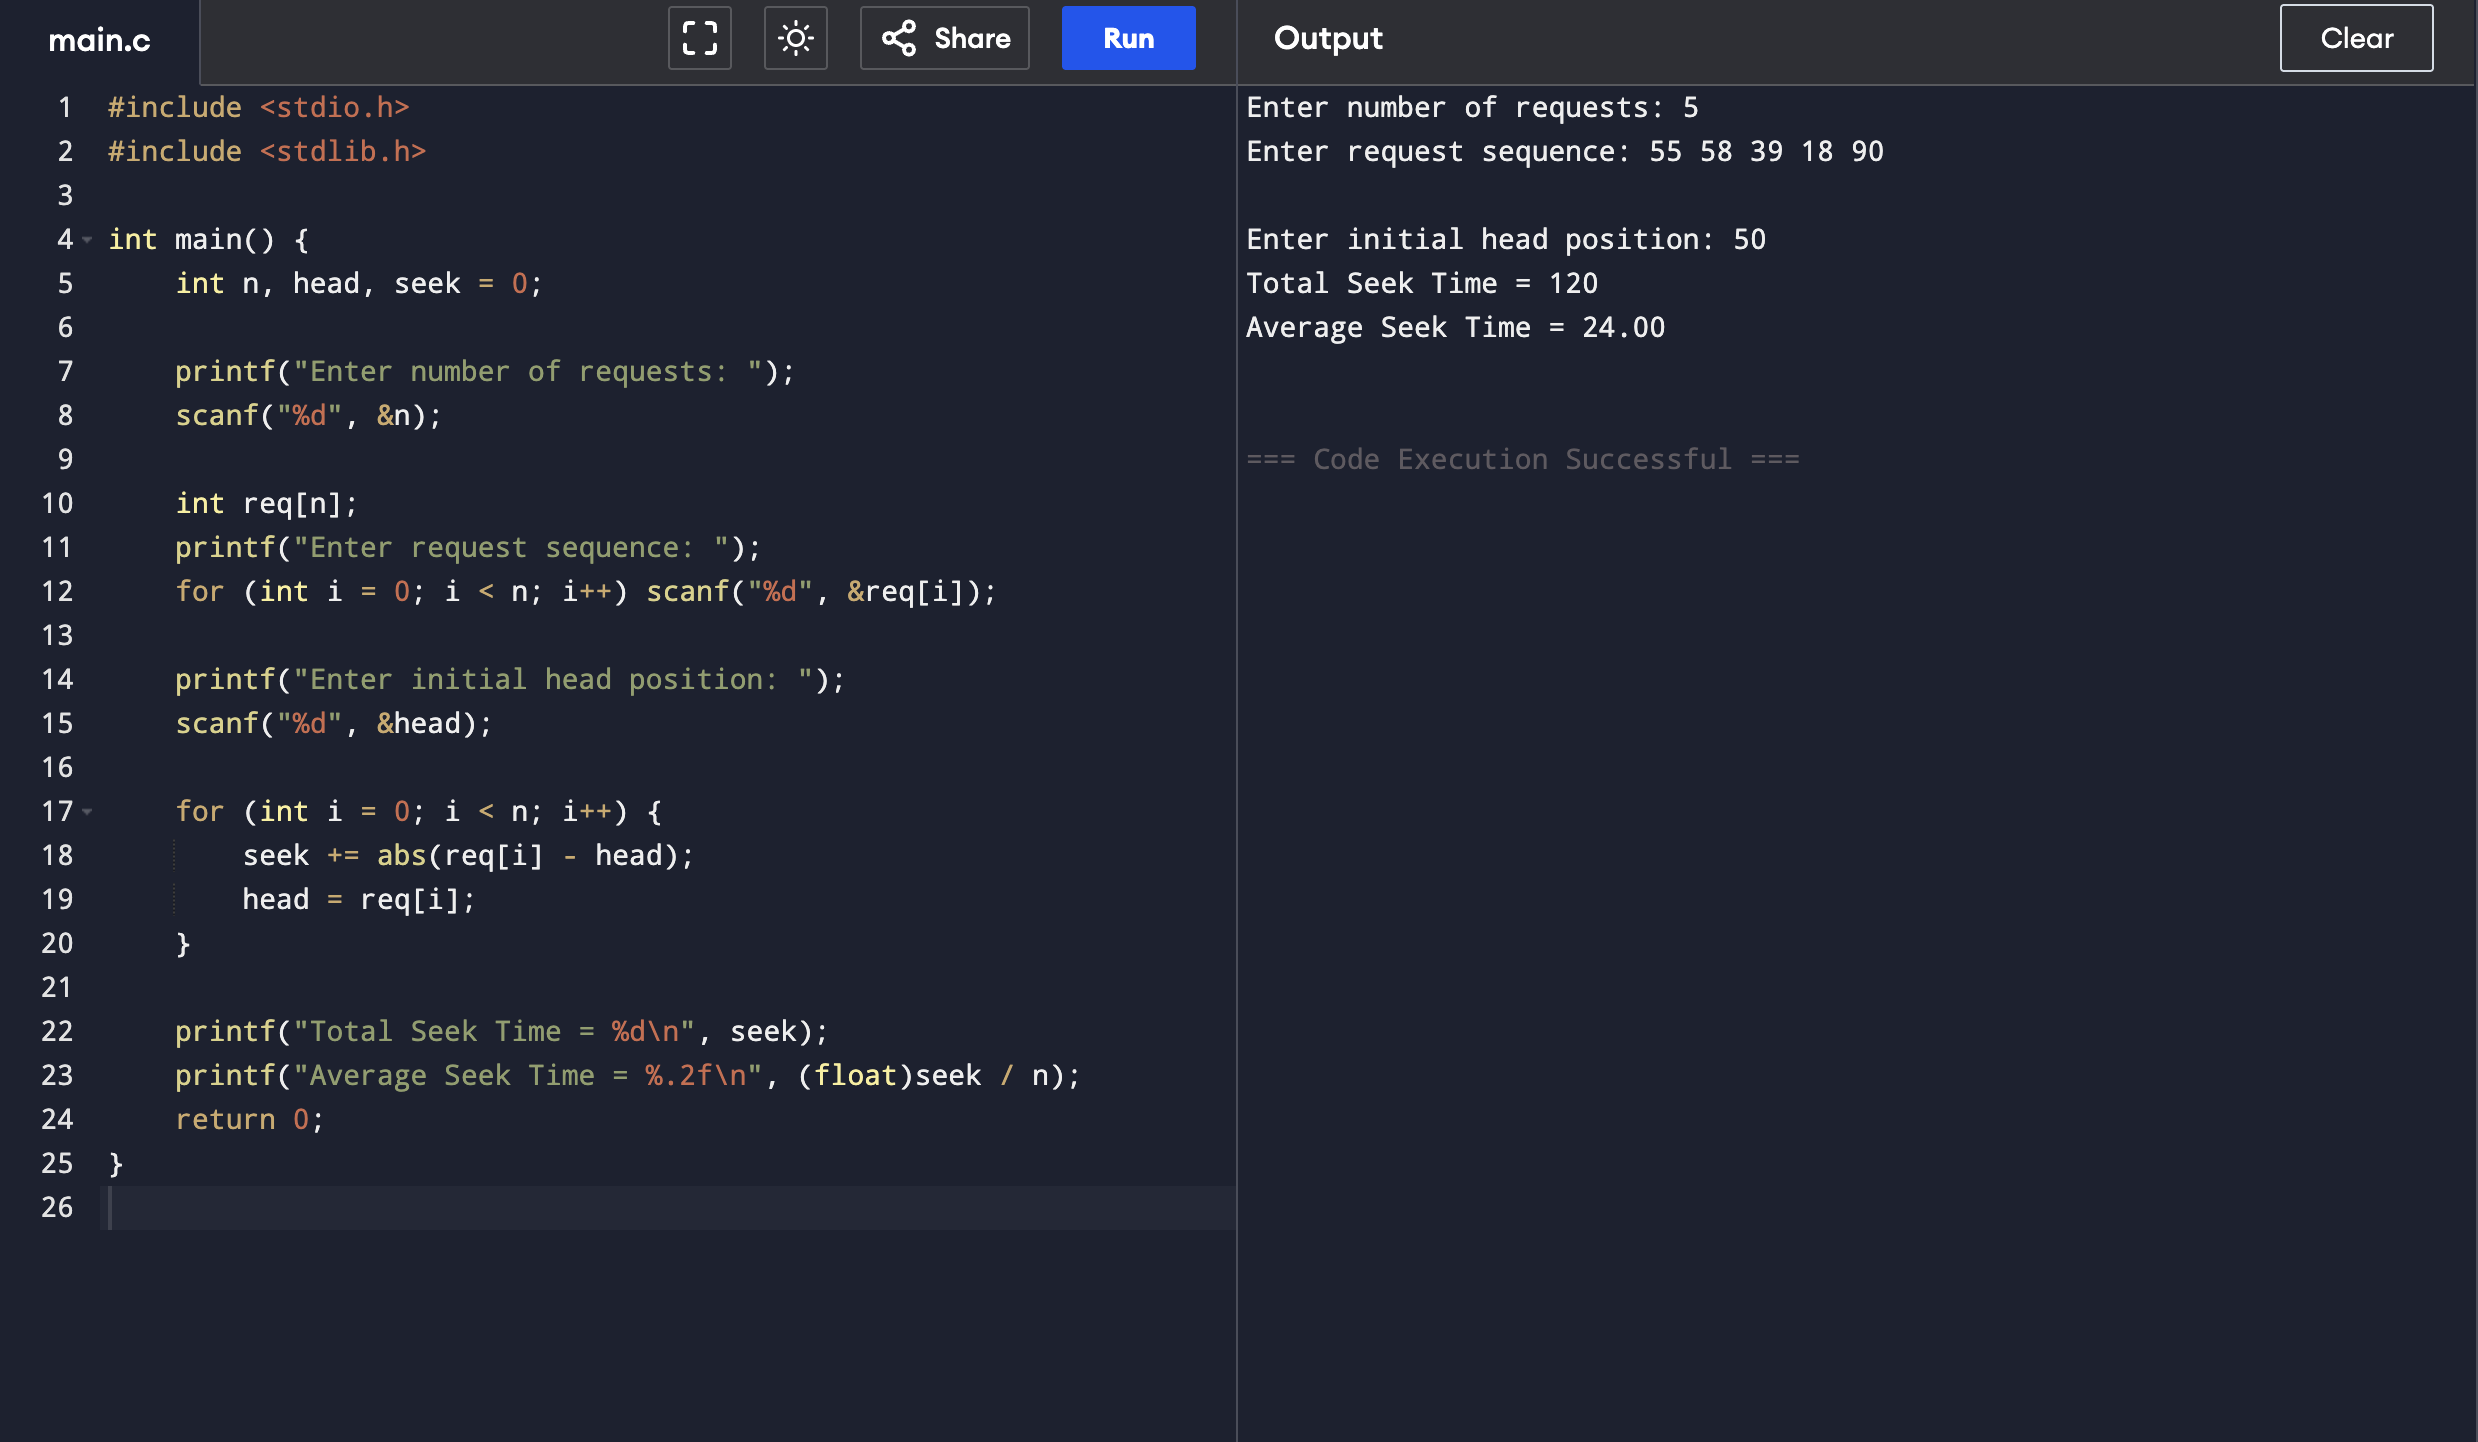 main.c
Share
Run
Output
Clear
1 #include <stdio.h>
2 #include <stdlib.h>
3
4 int main() {
5     int n, head, seek = 0;
6
7     printf("Enter number of requests: ");
8     scanf("%d", &n);
9
10     int req[n];
11     printf("Enter request sequence: ");
12     for (int i = 0; i < n; i++) scanf("%d", &req[i]);
13
14     printf("Enter initial head position: ");
15     scanf("%d", &head);
16
17     for (int i = 0; i < n; i++) {
18         seek += abs(req[i] - head);
19         head = req[i];
20     }
21
22     printf("Total Seek Time = %d\n", seek);
23     printf("Average Seek Time = %.2f\n", (float)seek / n);
24     return 0;
25 }
26
Enter number of requests: 5
Enter request sequence: 55 58 39 18 90
Enter initial head position: 50
Total Seek Time = 120
Average Seek Time = 24.00
=== Code Execution Successful ===